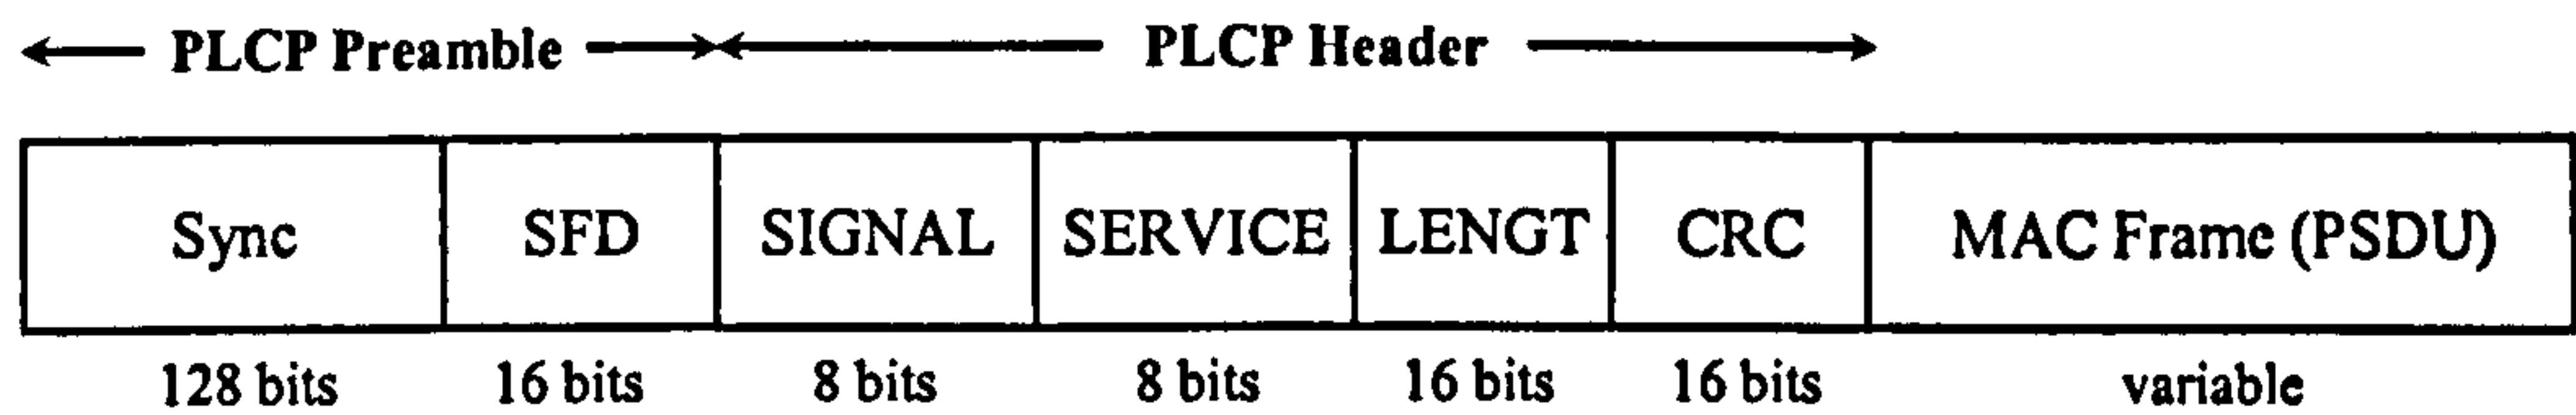 PLCP Preamble PLCP Header
Sync SFD SIGNAL SERVICE LENGT CRC MAC Frame (PSDU)
128 bits 16 bits 8 bits 8 bits 16 bits 16 bits variable